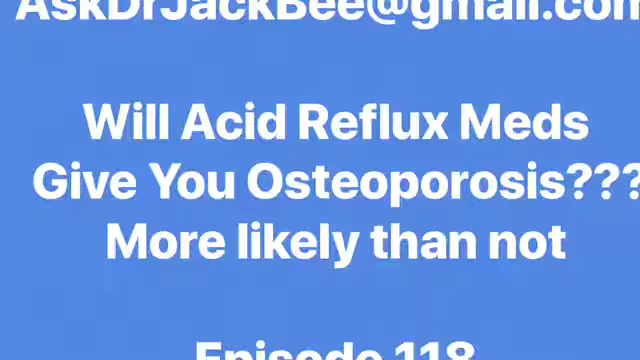 AskDrJackBee@gmail.com
Will Acid Reflux Meds
Give You Osteoporosis???
More likely than not
Episode 118